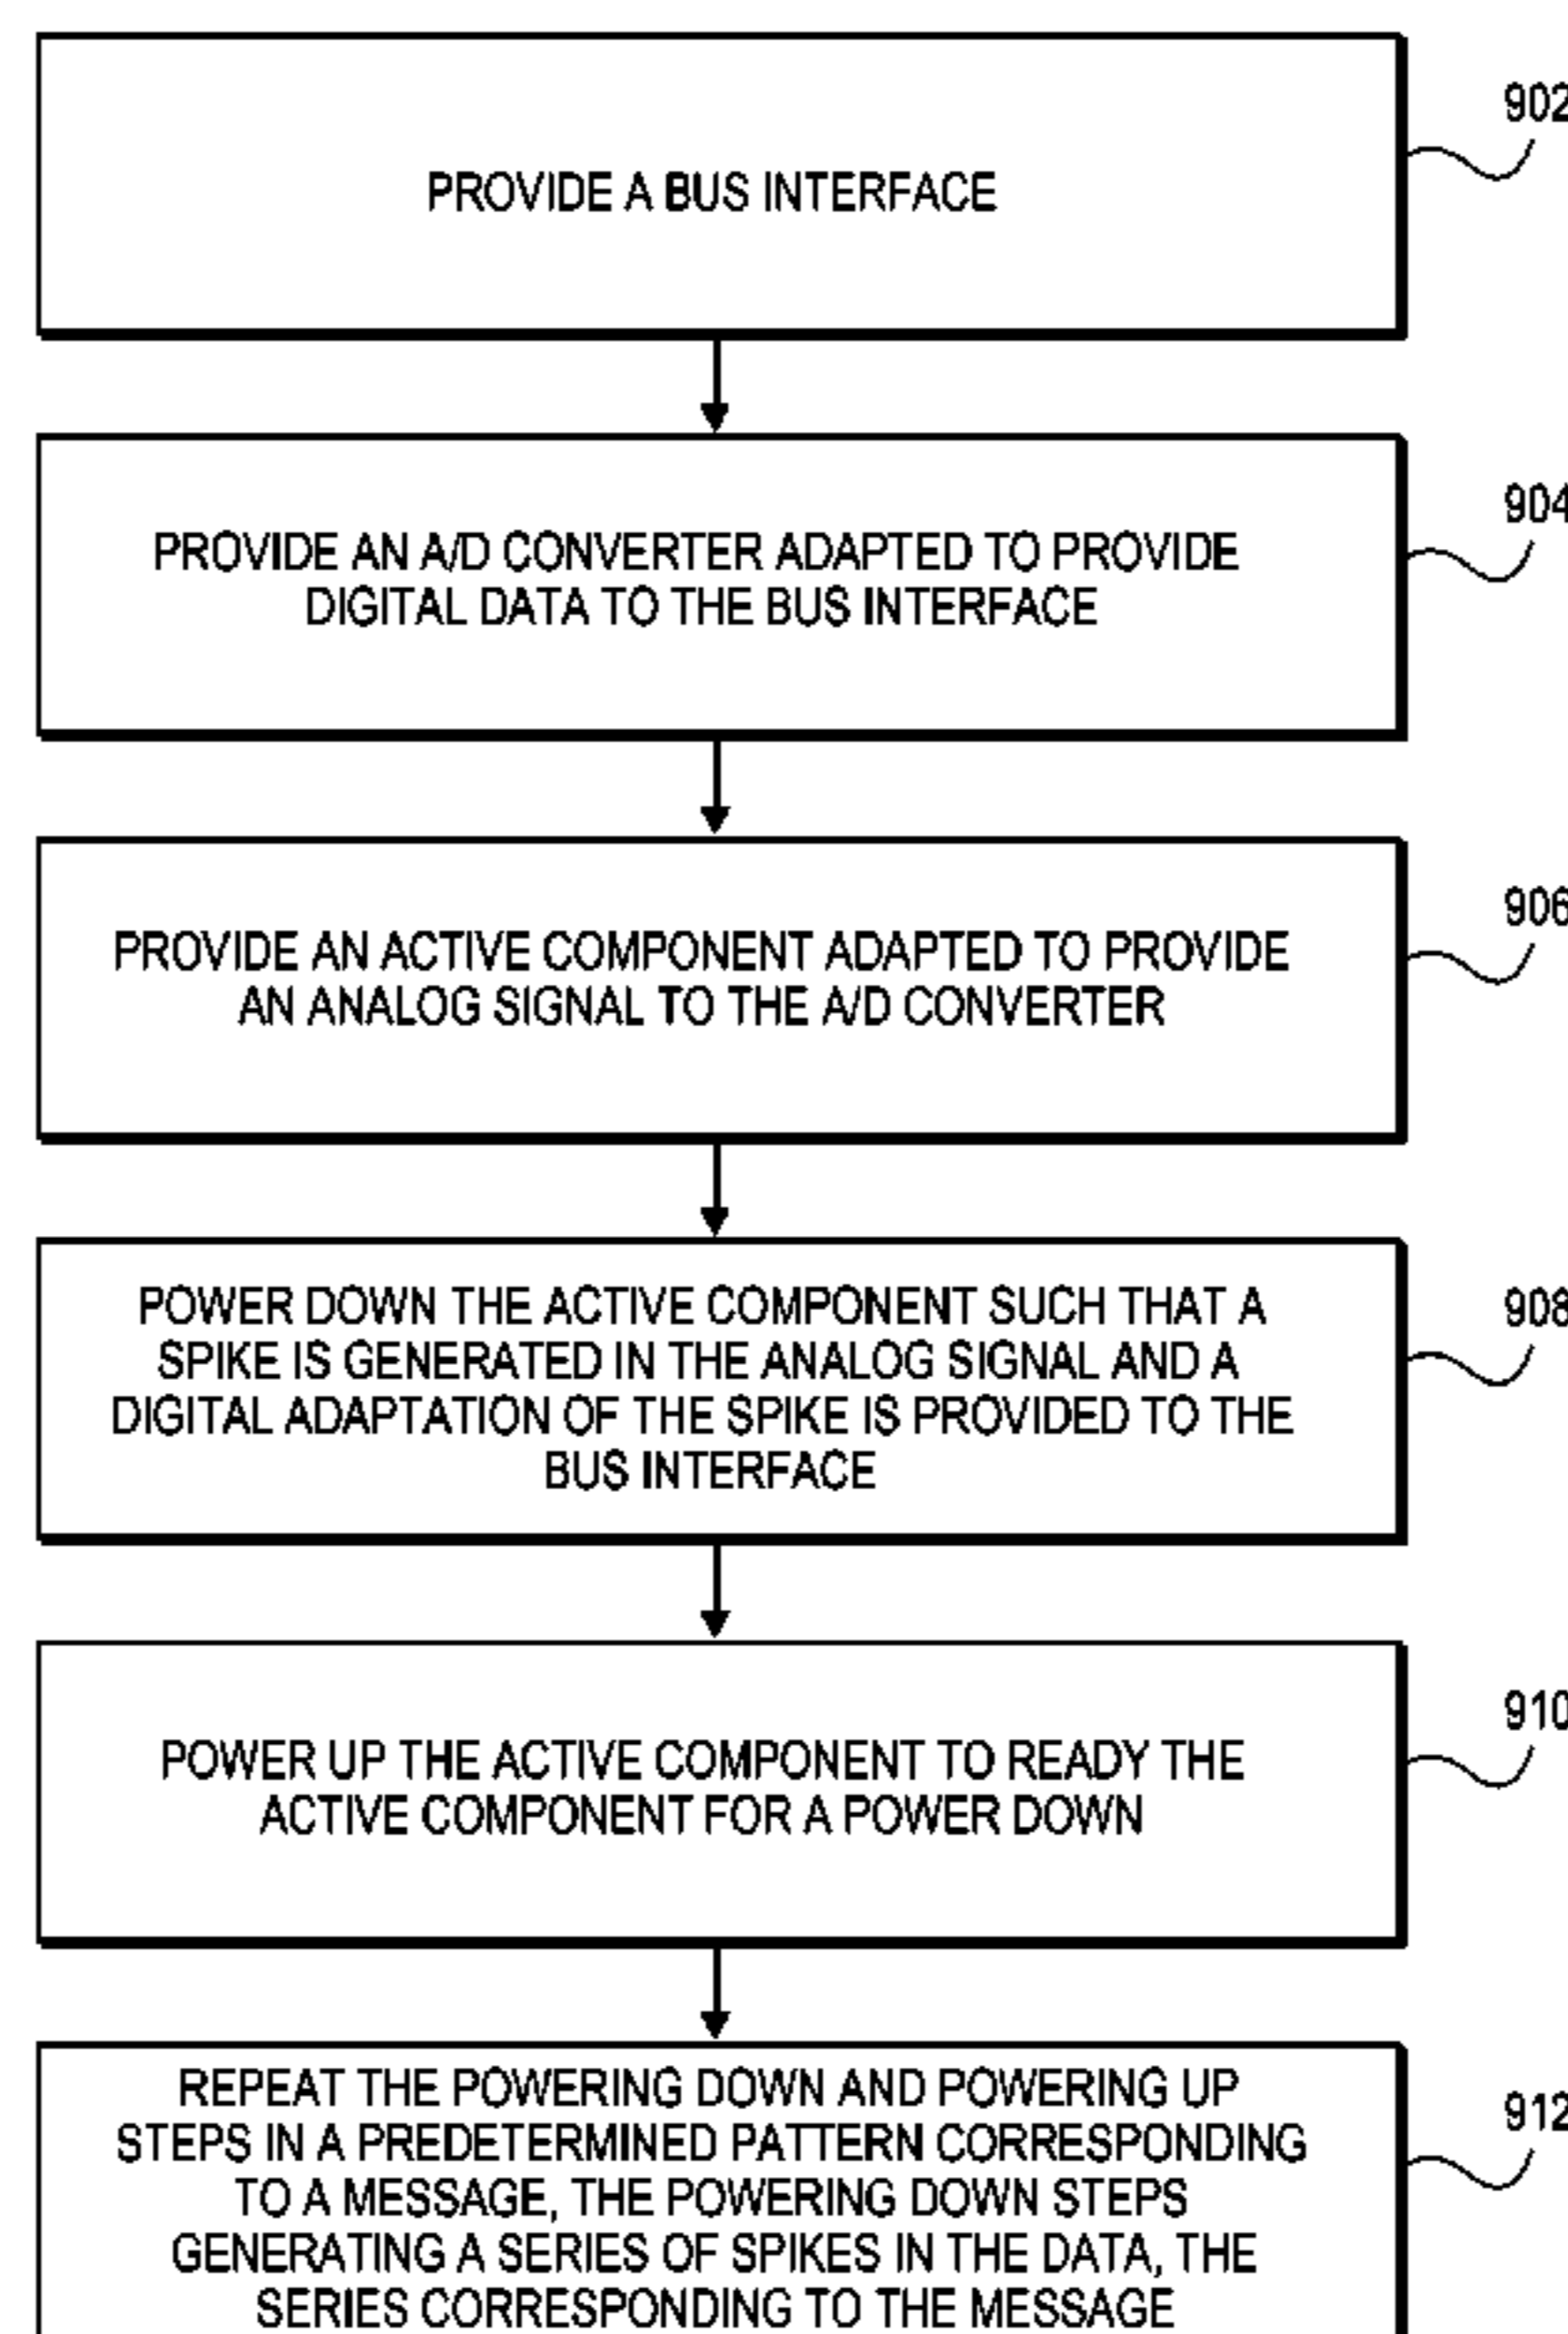 902
PROVIDE A BUS INTERFACE
904
PROVIDE AN A/D CONVERTER ADAPTED TO PROVIDE
DIGITAL DATA TO THE BUS INTERFACE
906
PROVIDE AN ACTIVE COMPONENT ADAPTED TO PROVIDE
AN ANALOG SIGNAL TO THE A/D CONVERTER
908
POWER DOWN THE ACTIVE COMPONENT SUCH THAT A
SPIKE IS GENERATED IN THE ANALOG SIGNAL AND A
DIGITAL ADAPTATION OF THE SPIKE IS PROVIDED TO THE
BUS INTERFACE
910
POWER UP THE ACTIVE COMPONENT TO READY THE
ACTIVE COMPONENT FOR A POWER DOWN
912
REPEAT THE POWERING DOWN AND POWERING UP
STEPS IN A PREDETERMINED PATTERN CORRESPONDING
TO A MESSAGE, THE POWERING DOWN STEPS
GENERATING A SERIES OF SPIKES IN THE DATA, THE
SERIES CORRESPONDING TO THE MESSAGE